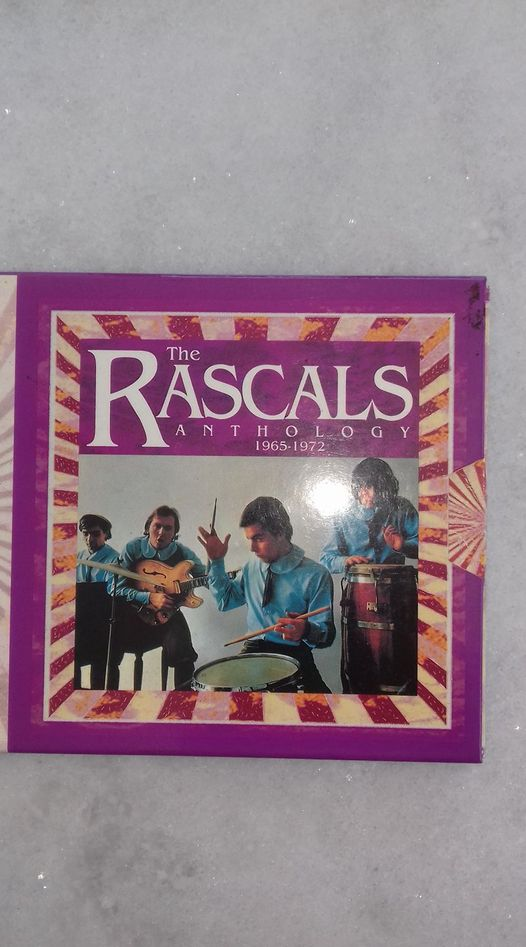 The
RASCALS
ANTHOLOGY
1965-1972